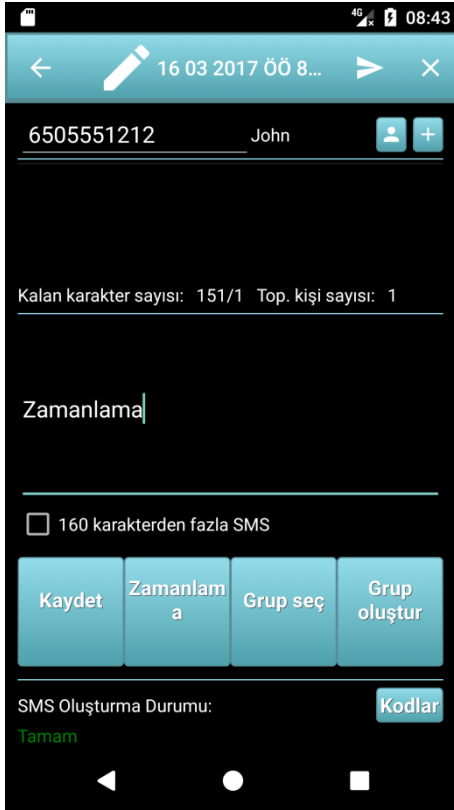 4G 08:43
16 03 2017 ÖÖ 8...
6505551212 John
Kalan karakter sayısı: 151/1 Top. kişi sayısı: 1
Zamanlama
160 karakterden fazla SMS
Kaydet
Zamanlam
a
Grup seç
Grup
oluştur
SMS Oluşturma Durumu:
Kodlar
Tamam